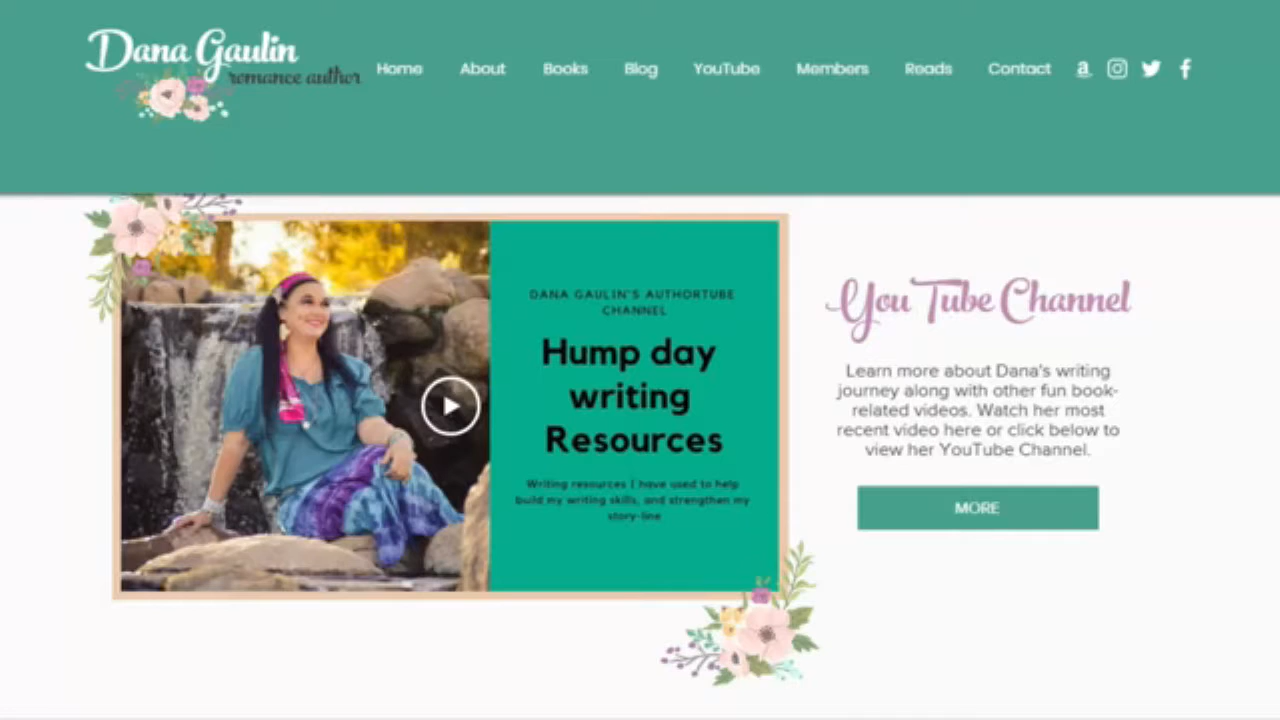 Dana Gaulin
romance author
Home About Books Blog YouTube Members Reads Contact
DANA GAULIN'S AUTHORTUBE
CHANNEL
Hump day
writing
Resources
Writing resources I have used to help
build my writing skills, and strengthen my
story-line
You Tube Channel
Learn more about Dana's writing
journey along with other fun book-
related videos. Watch her most
recent video here or click below to
view her YouTube Channel.
MORE